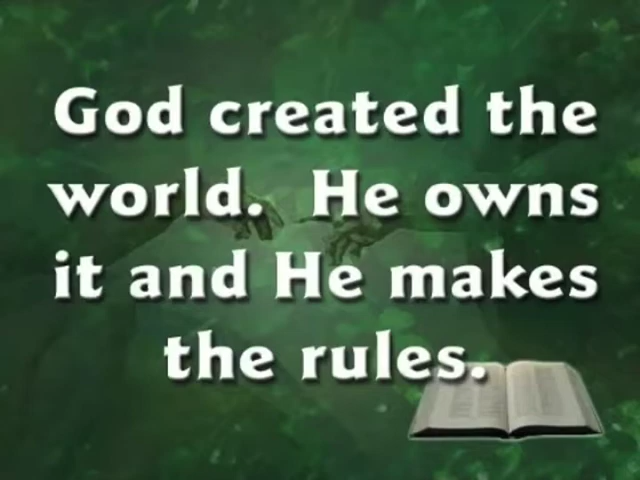 God created the
world.  He owns
it and He makes
the rules.